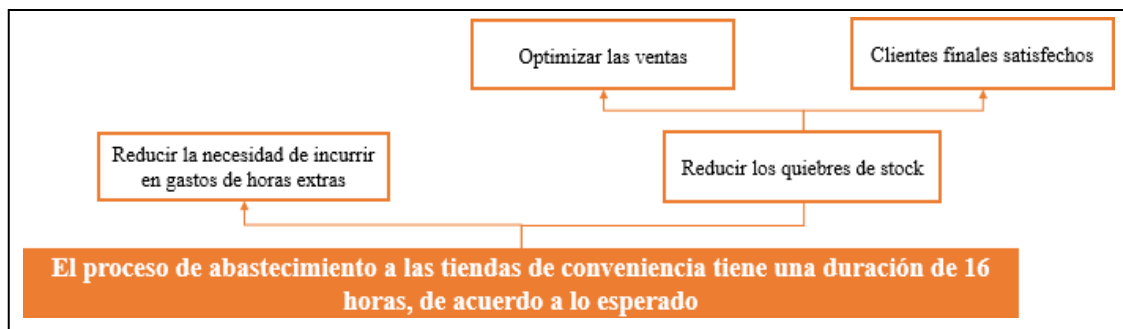 Optimizar las ventas
Clientes finales satisfechos
Reducir la necesidad de incurrir
en gastos de horas extras
Reducir los quiebres de stock
El proceso de abastecimiento a las tiendas de conveniencia tiene una duración de 16
horas, de acuerdo a lo esperado